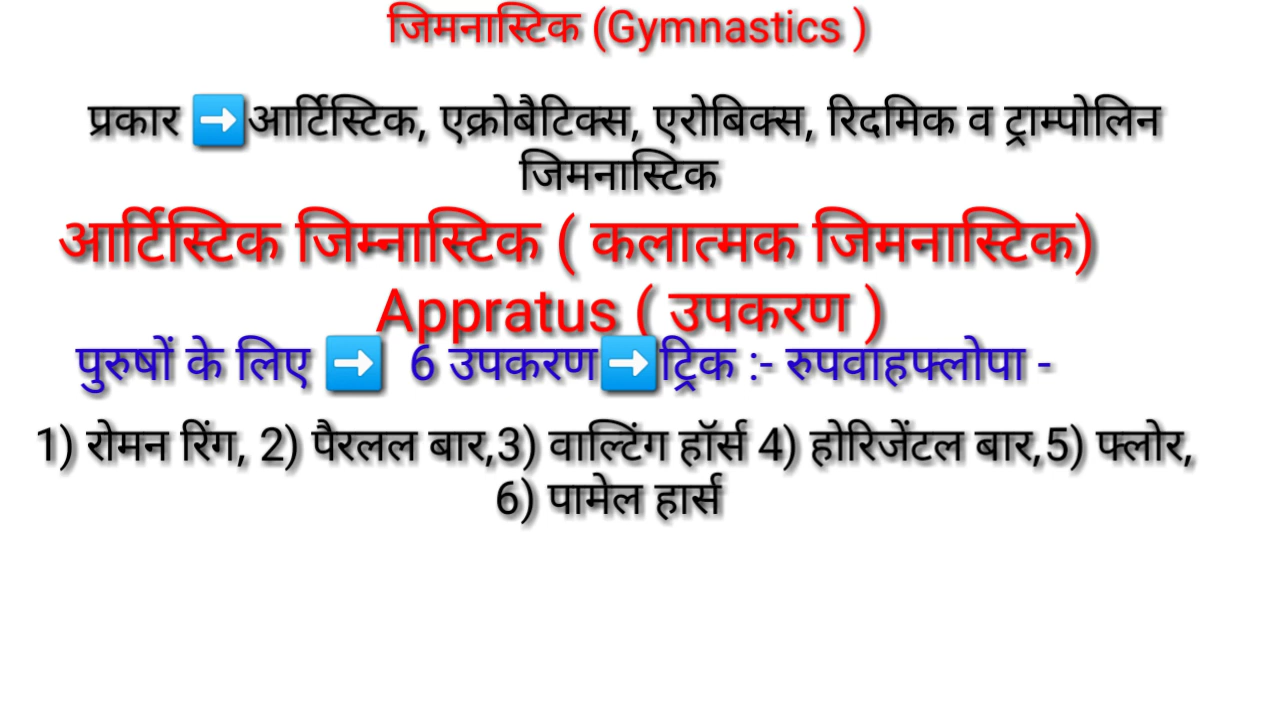 जिमनास्टिक (Gymnastics )
प्रकार ➡️आर्टिस्टिक, एक्रोबैटिक्स, एरोबिक्स, रिदमिक व ट्राम्पोलिन
जिमनास्टिक
आर्टिस्टिक जिम्नास्टिक ( कलात्मक जिमनास्टिक)
Appratus ( उपकरण )
पुरुषों के लिए ➡️ 6 उपकरण➡️ट्रिक :- रुपवाहफ्लोपा -
1) रोमन रिंग, 2) पैरलल बार,3) वाल्टिंग हॉर्स 4) होरिजेंटल बार,5) फ्लोर,
6) पामेल हार्स